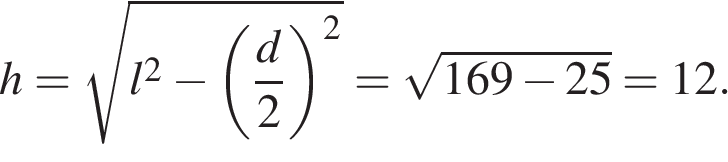 h = √(l² − (d/2)²) = √(169 − 25) = 12.